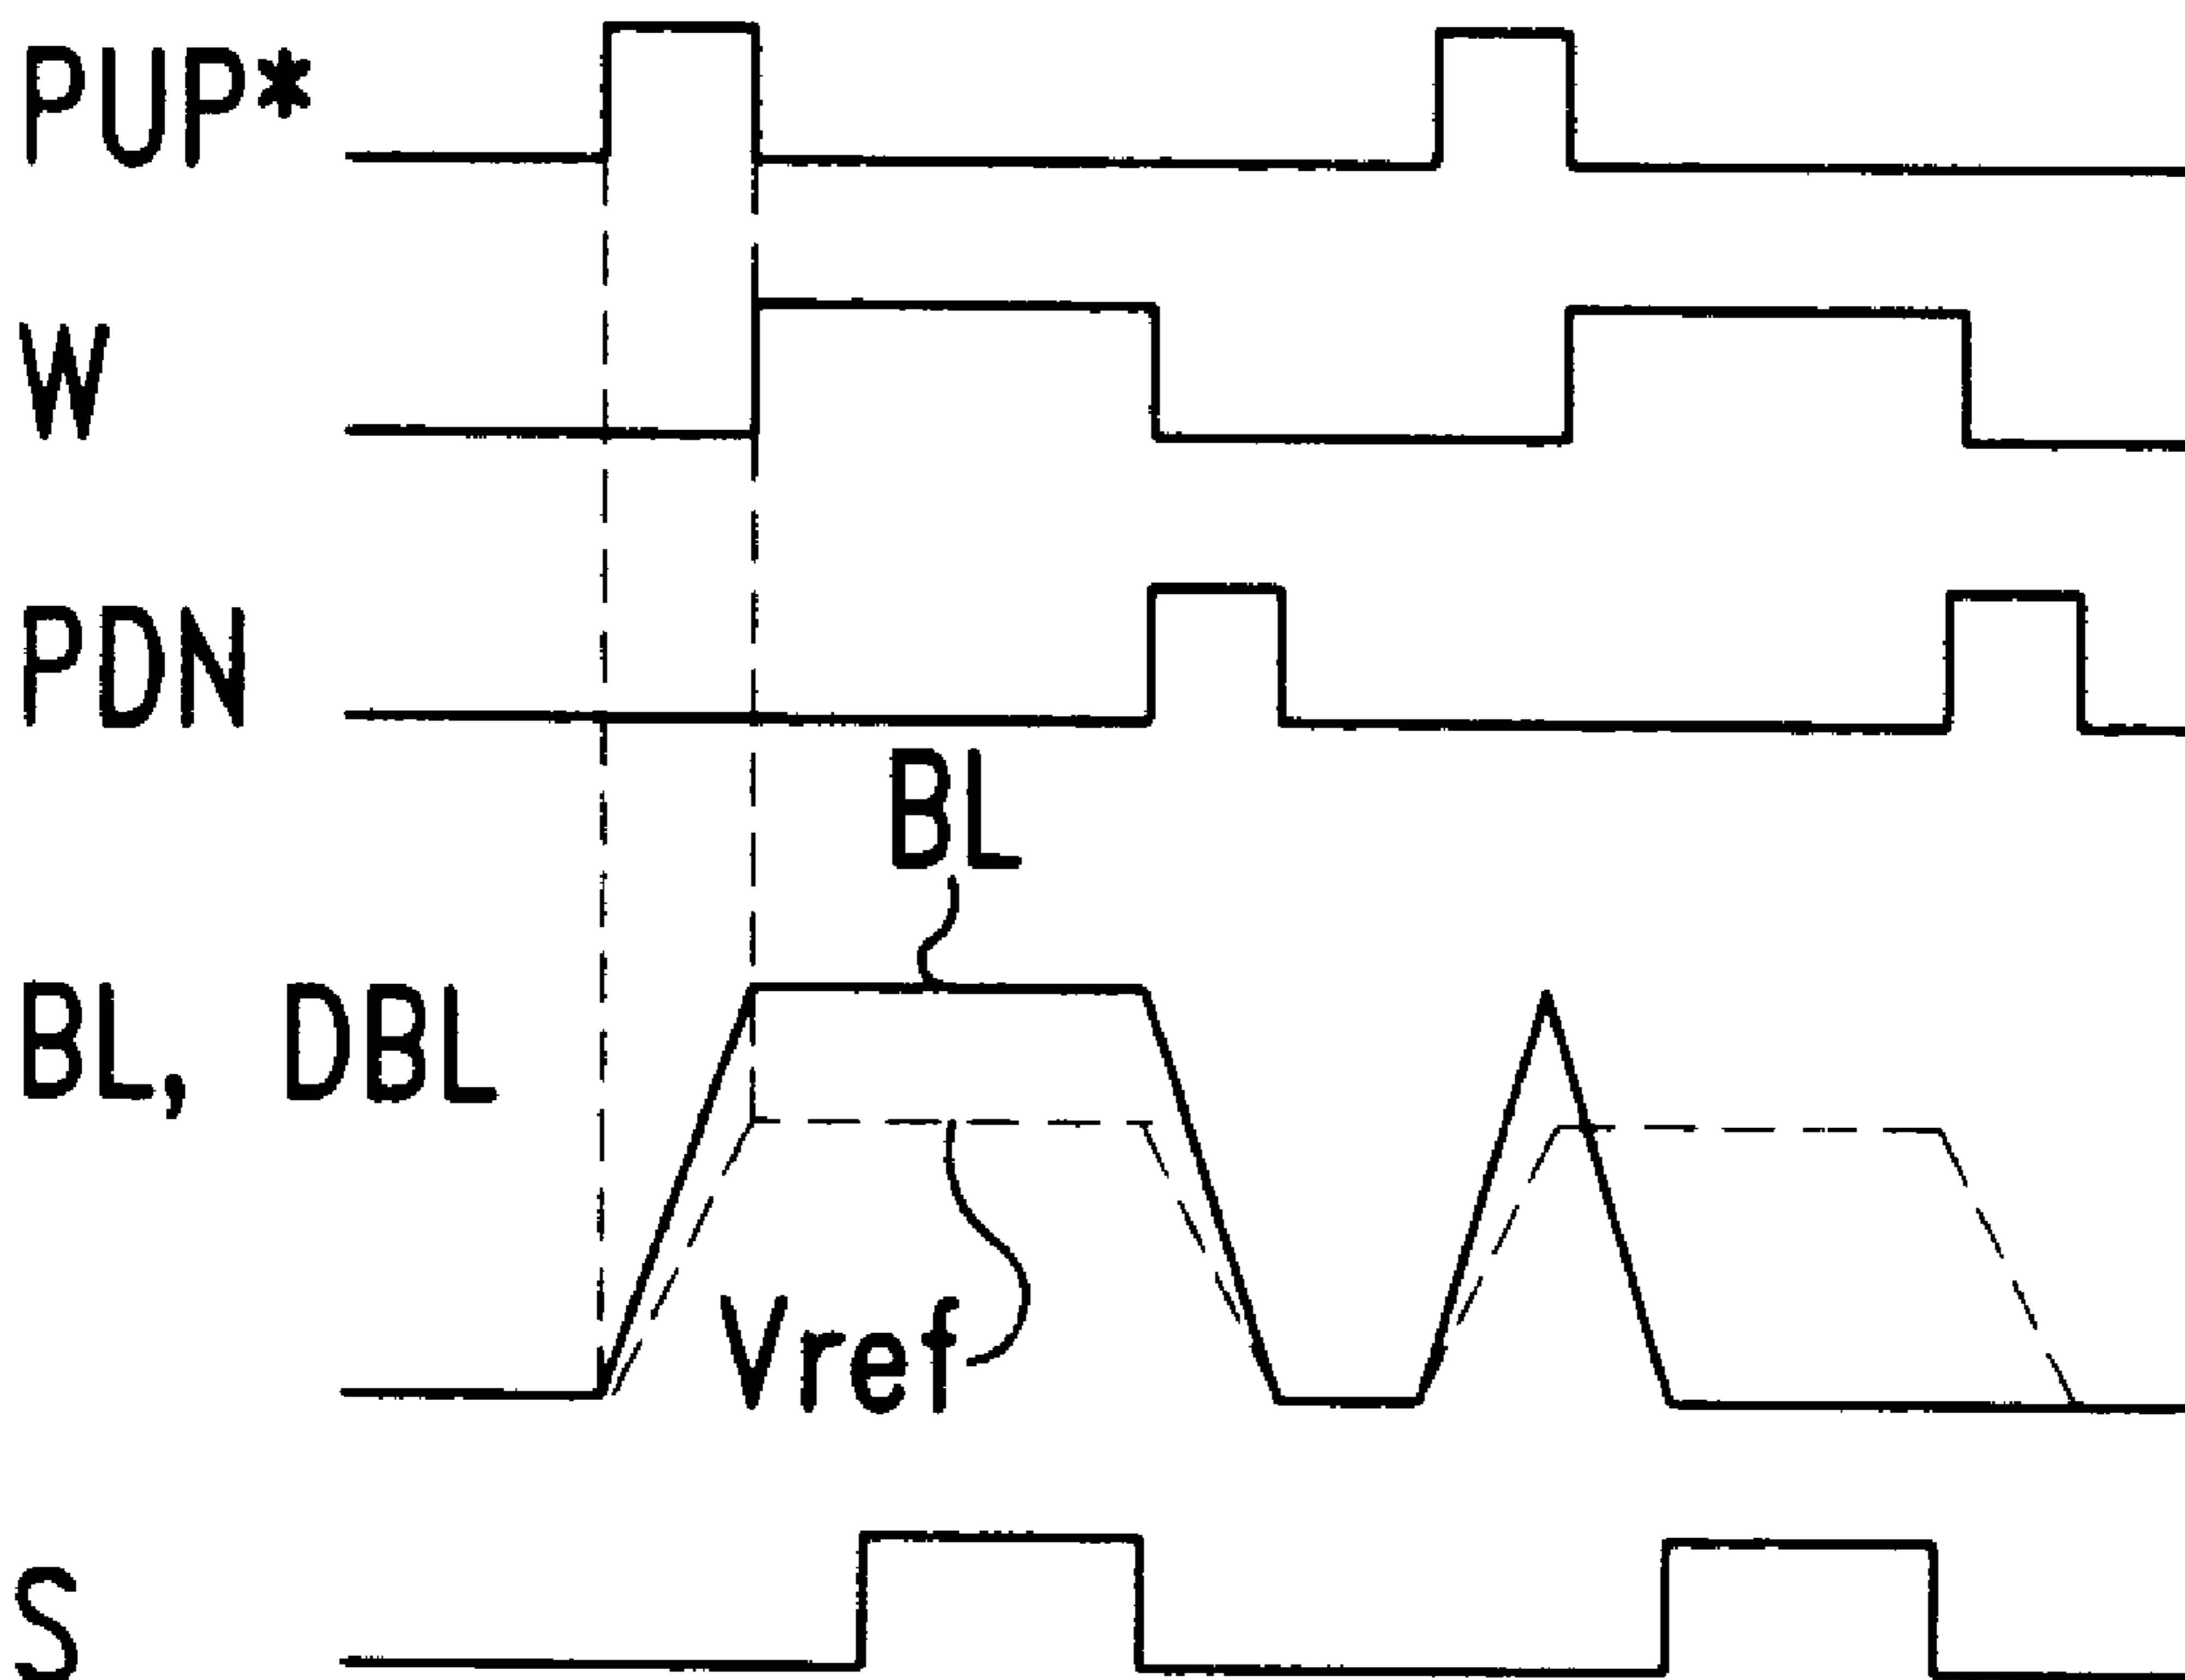 PUP*
W
PDN
BL
BL, DBL
Vref
S